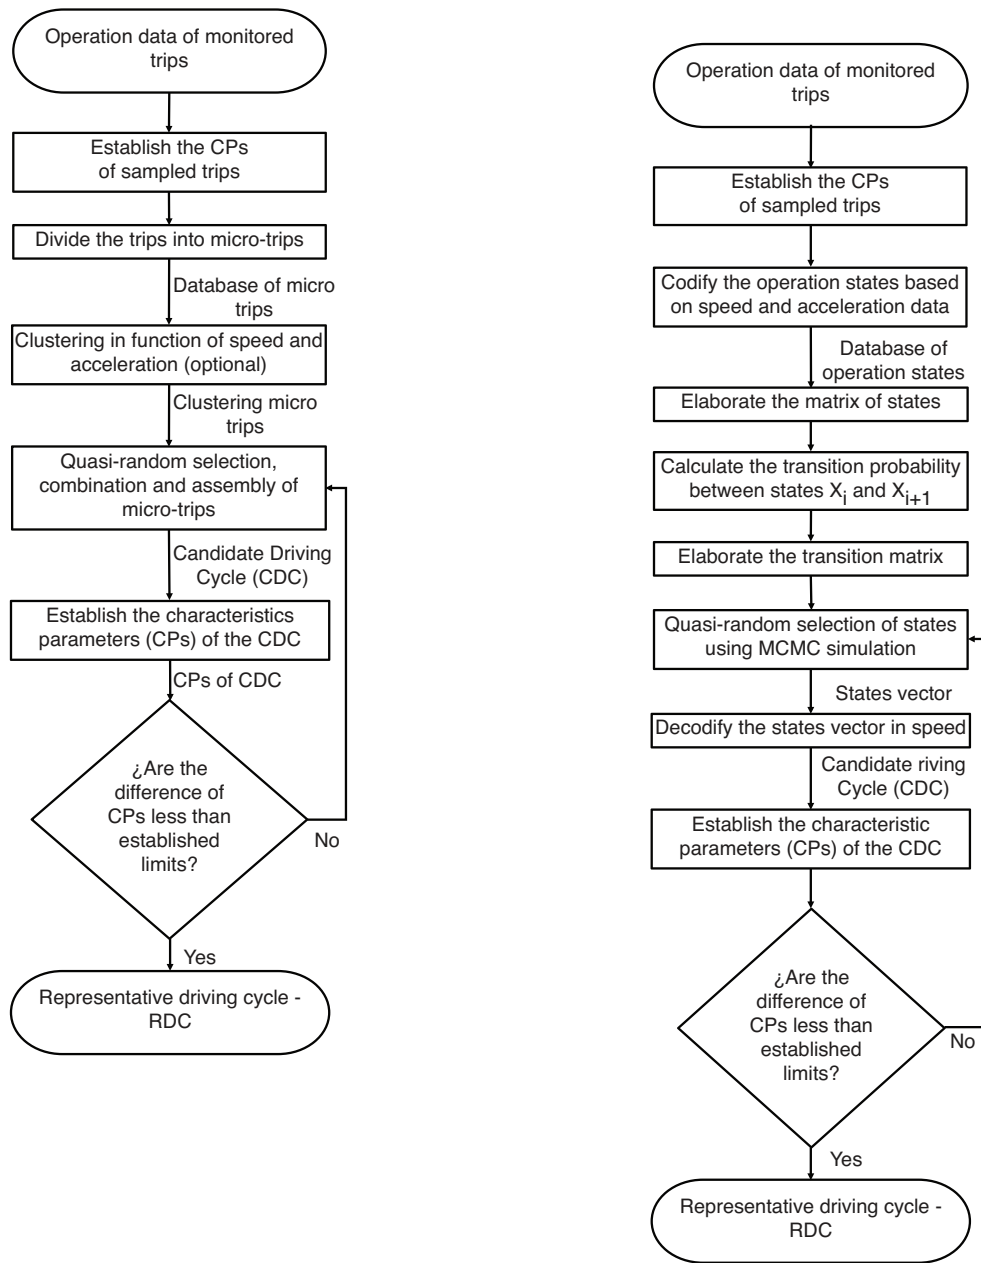 Operation data of monitored
trips
Establish the CPs
of sampled trips
Divide the trips into micro-trips
Database of micro
trips
Clustering in function of speed and
acceleration (optional)
Clustering micro
trips
Quasi-random selection,
combination and assembly of
micro-trips
Candidate Driving
Cycle (CDC)
Establish the characteristics
parameters (CPs) of the CDC
CPs of CDC
¿Are the
difference of
CPs less than
established
limits?
No
Yes
Representative driving cycle -
RDC
Operation data of monitored
trips
Establish the CPs
of sampled trips
Codify the operation states based
on speed and acceleration data
Database of
operation states
Elaborate the matrix of states
Calculate the transition probability
between states X_i and X_{i+1}
Elaborate the transition matrix
Quasi-random selection of states
using MCMC simulation
States vector
Decodify the states vector in speed
Candidate riving
Cycle (CDC)
Establish the characteristic
parameters (CPs) of the CDC
¿Are the
difference of
CPs less than
established
limits?
No
Yes
Representative driving cycle -
RDC